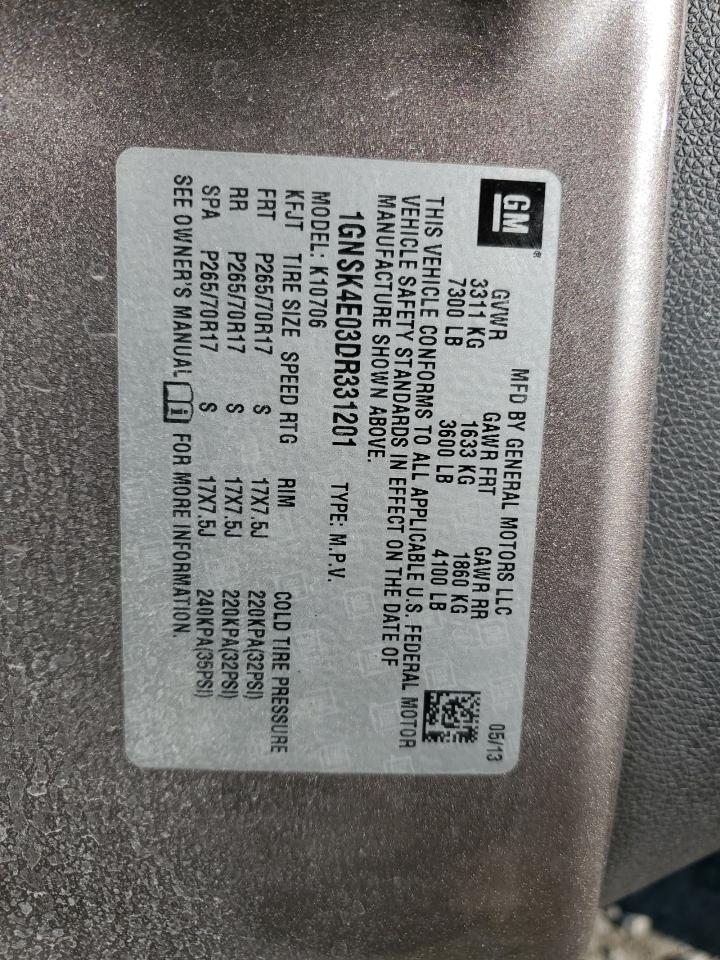 GM ®
MFD BY GENERAL MOTORS LLC 05/13
GVWR GAWR FRT GAWR RR
3311 KG 1633 KG 1860 KG
7300 LB 3600 LB 4100 LB
THIS VEHICLE CONFORMS TO ALL APPLICABLE U.S. FEDERAL MOTOR
VEHICLE SAFETY STANDARDS IN EFFECT ON THE DATE OF
MANUFACTURE SHOWN ABOVE.
1GNSK4E03DR331201 TYPE: M.P.V.
MODEL: K10706
KFJT TIRE SIZE SPEED RTG RIM COLD TIRE PRESSURE
FRT P265/70R17 S 17X7.5J 220KPA(32PSI)
RR P265/70R17 S 17X7.5J 220KPA(32PSI)
SPA P265/70R17 S 17X7.5J 240KPA(35PSI)
SEE OWNER'S MANUAL FOR MORE INFORMATION.